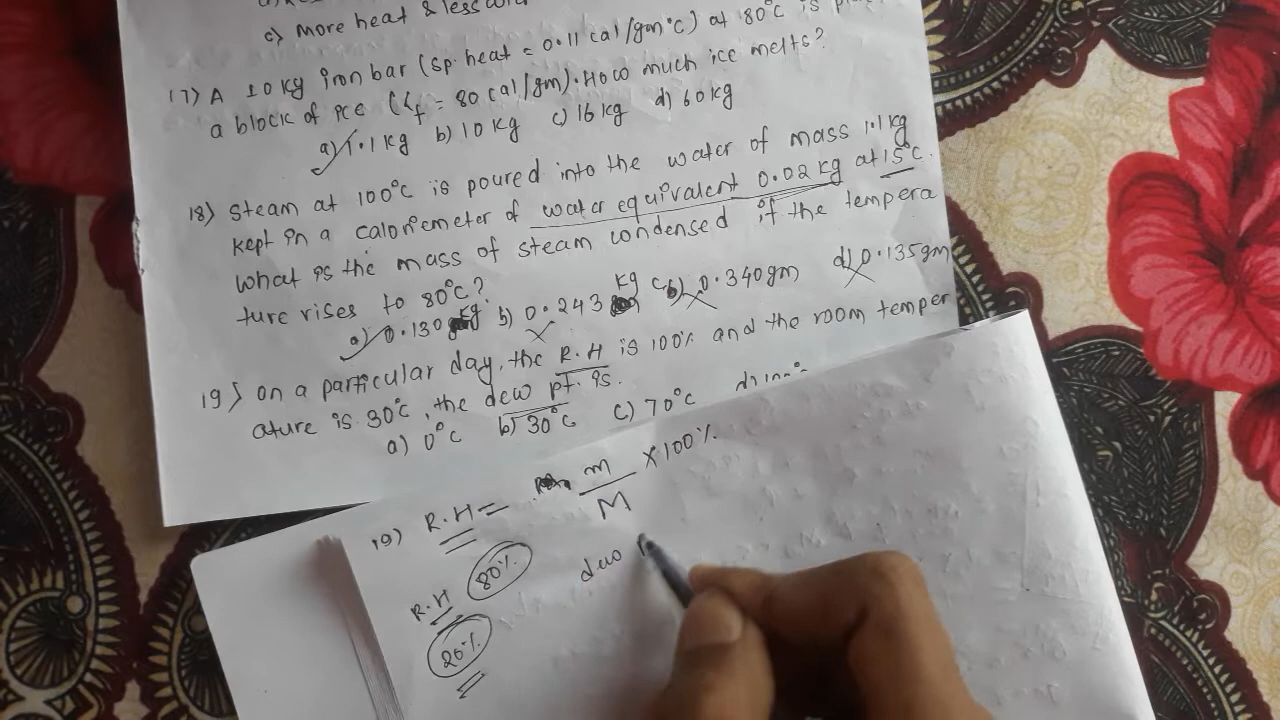 c) More heat & less
17) A 10 kg iron bar (sp. heat = 0.11 cal/gm°c) at 80°c is
a block of ice (Lf = 80 cal/gm). How much ice melts?
a) 1.1 kg b) 10 kg c) 16 kg d) 60 kg
18) Steam at 100°c is poured into the water of mass 1.1 kg
kept in a calorimeter of water equivalent 0.02 kg at 15°c.
What is the mass of steam condensed if the tempera
ture rises to 80°c?
a) 0.130 kg b) 0.243 kg c) 0.340 gm d) 0.135 gm
19) On a particular day, the R.H is 100% and the room temper
ature is 30°c, the dew pt. is.
a) 0°c b) 30°c c) 70°c
19) R.H = m/M × 100%
R.H 80% dew
20%